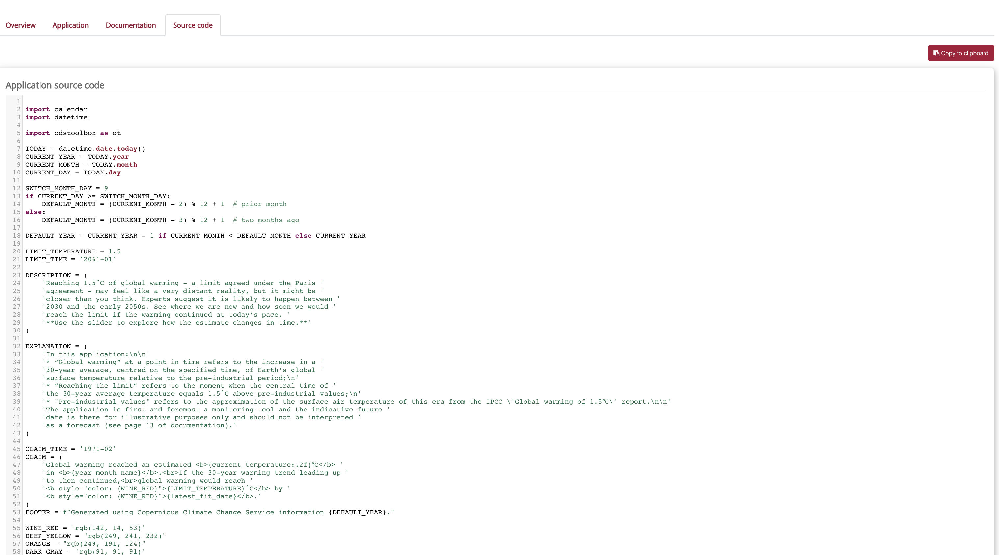 Overview Application Documentation Source code
Copy to clipboard
Application source code
1
2 import calendar
3 import datetime
4
5 import cdstoolbox as ct
6
7 TODAY = datetime.date.today()
8 CURRENT_YEAR = TODAY.year
9 CURRENT_MONTH = TODAY.month
10 CURRENT_DAY = TODAY.day
11
12 SWITCH_MONTH_DAY = 9
13 if CURRENT_DAY >= SWITCH_MONTH_DAY:
14     DEFAULT_MONTH = (CURRENT_MONTH - 2) % 12 + 1  # prior month
15 else:
16     DEFAULT_MONTH = (CURRENT_MONTH - 3) % 12 + 1  # two months ago
17
18 DEFAULT_YEAR = CURRENT_YEAR - 1 if CURRENT_MONTH < DEFAULT_MONTH else CURRENT_YEAR
19
20 LIMIT_TEMPERATURE = 1.5
21 LIMIT_TIME = '2061-01'
22
23 DESCRIPTION = (
24     'Reaching 1.5˚C of global warming – a limit agreed under the Paris '
25     'agreement – may feel like a very distant reality, but it might be '
26     'closer than you think. Experts suggest it is likely to happen between '
27     '2030 and the early 2050s. See where we are now and how soon we would '
28     'reach the limit if the warming continued at today’s pace. '
29     '**Use the slider to explore how the estimate changes in time.**'
30 )
31
32 EXPLANATION = (
33     'In this application:\n\n'
34     '* “Global warming” at a point in time refers to the increase in a '
35     '30-year average, centred on the specified time, of Earth’s global '
36     'surface temperature relative to the pre-industrial period;\n'
37     '* “Reaching the limit” refers to the moment when the central time of '
38     'the 30-year average temperature equals 1.5˚C above pre-industrial values;\n'
39     '* "Pre-industrial values" refers to the approximation of the surface air temperature of this era from the IPCC \'Global warming of 1.5°C\' report.\n\n'
40     'The application is first and foremost a monitoring tool and the indicative future '
41     'date is there for illustrative purposes only and should not be interpreted '
42     'as a forecast (see page 13 of documentation).'
43 )
44
45 CLAIM_TIME = '1971-02'
46 CLAIM = (
47     'Global warming reached an estimated <b>{current_temperature:.2f}°C</b> '
48     'in <b>{year_month_name}</b>.<br>If the 30-year warming trend leading up '
49     'to then continued,<br>global warming would reach '
50     '<b style="color: {WINE_RED}">{LIMIT_TEMPERATURE}˚C</b> by '
51     '<b style="color: {WINE_RED}">{latest_fit_date}</b>.'
52 )
53 FOOTER = f"Generated using Copernicus Climate Change Service information {DEFAULT_YEAR}."
54
55 WINE_RED = 'rgb(142, 14, 53)'
56 DEEP_YELLOW = "rgb(249, 241, 232)"
57 ORANGE = "rgb(249, 191, 124)"
58 DARK_GRAY = 'rgb(91, 91, 91)'